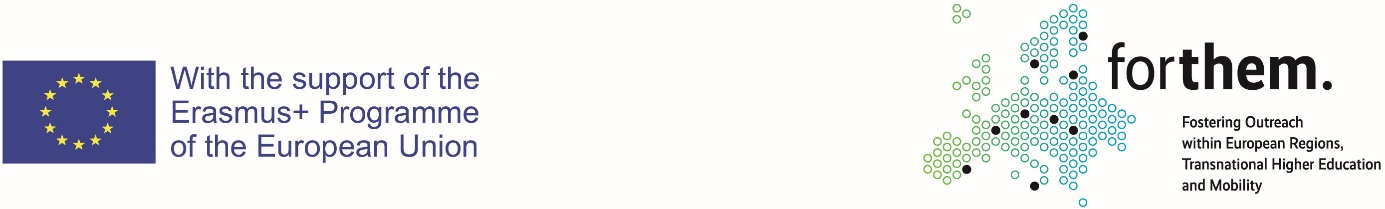 With the support of the
Erasmus+ Programme
of the European Union
forthem.
Fostering Outreach
within European Regions,
Transnational Higher Education
and Mobility